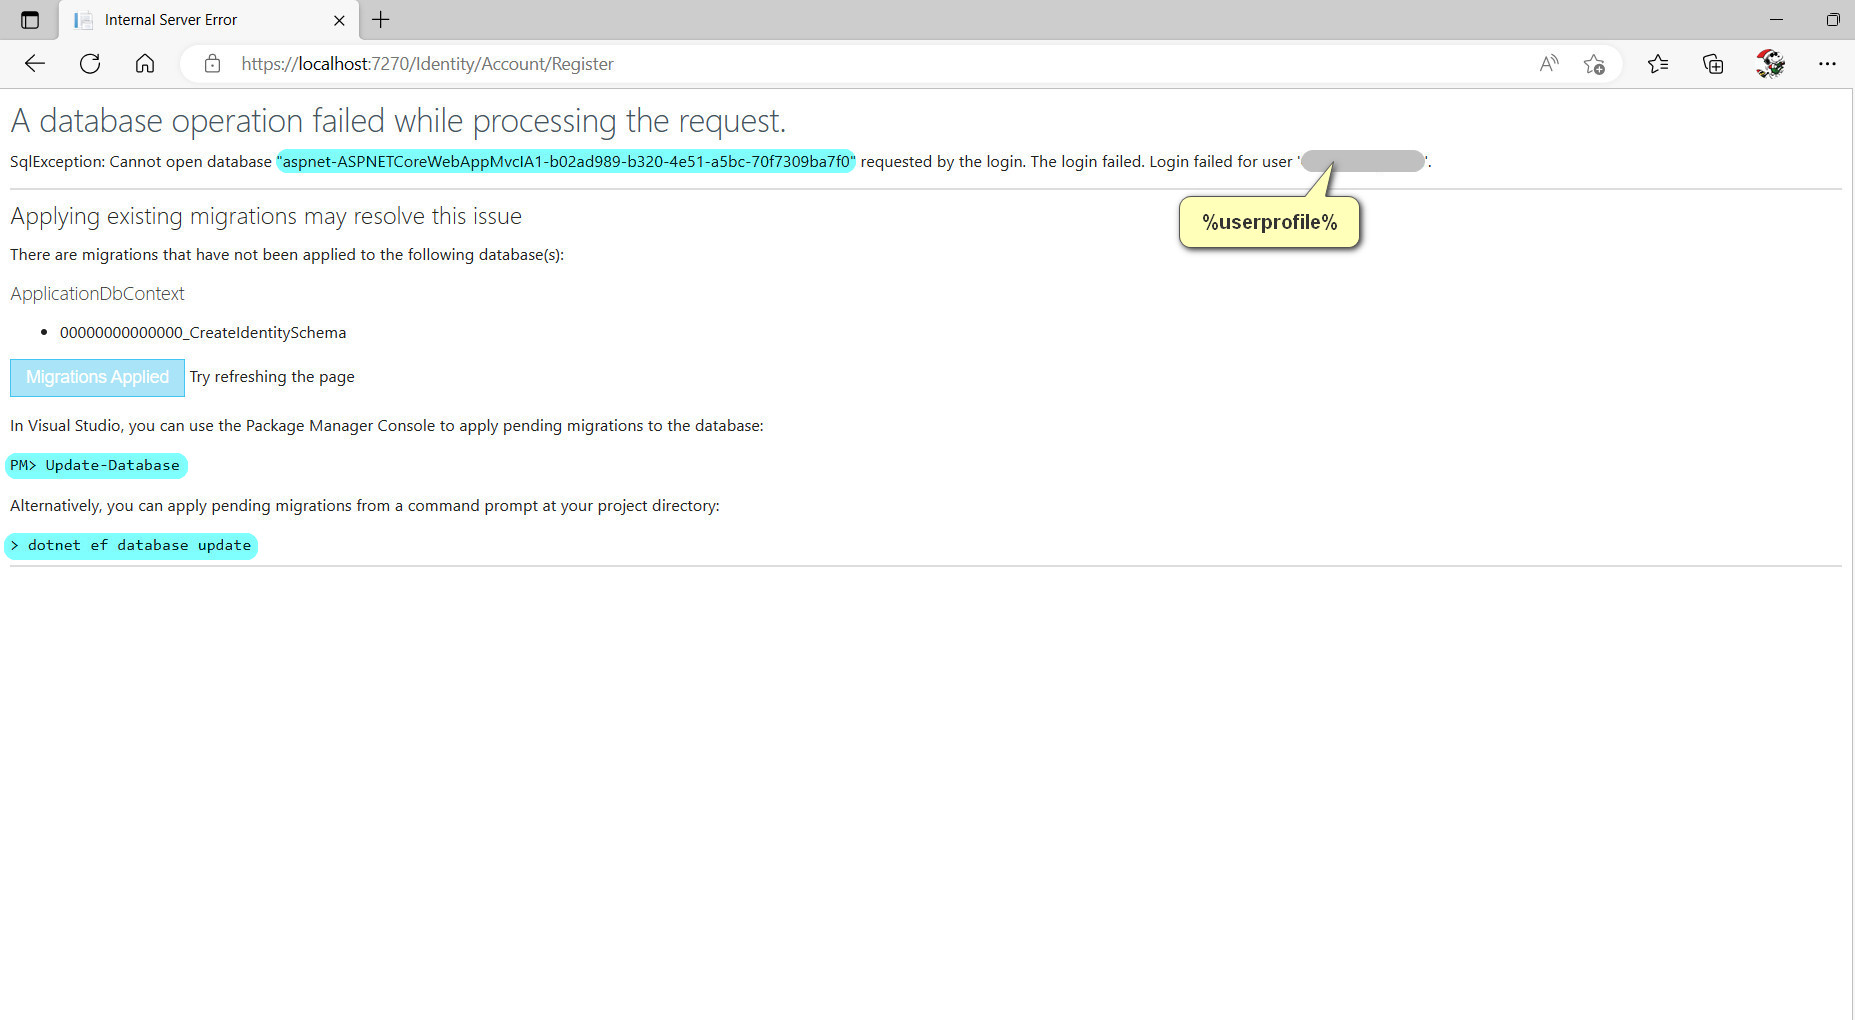 Internal Server Error
https://localhost:7270/Identity/Account/Register
A database operation failed while processing the request.
SqlException: Cannot open database "aspnet-ASPNETCoreWebAppMvcIA1-b02ad989-b320-4e51-a5bc-70f7309ba7f0" requested by the login. The login failed. Login failed for user ' '.
%userprofile%
Applying existing migrations may resolve this issue
There are migrations that have not been applied to the following database(s):
ApplicationDbContext
• 00000000000000_CreateIdentitySchema
Migrations Applied Try refreshing the page
In Visual Studio, you can use the Package Manager Console to apply pending migrations to the database:
PM> Update-Database
Alternatively, you can apply pending migrations from a command prompt at your project directory:
> dotnet ef database update